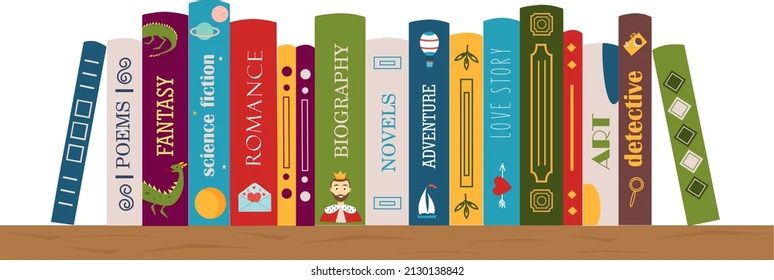 POEMS
FANTASY
science fiction
ROMANCE
BIOGRAPHY
NOVELS
ADVENTURE
LOVE STORY
ART
detective
shutterstock.com · 2130138842